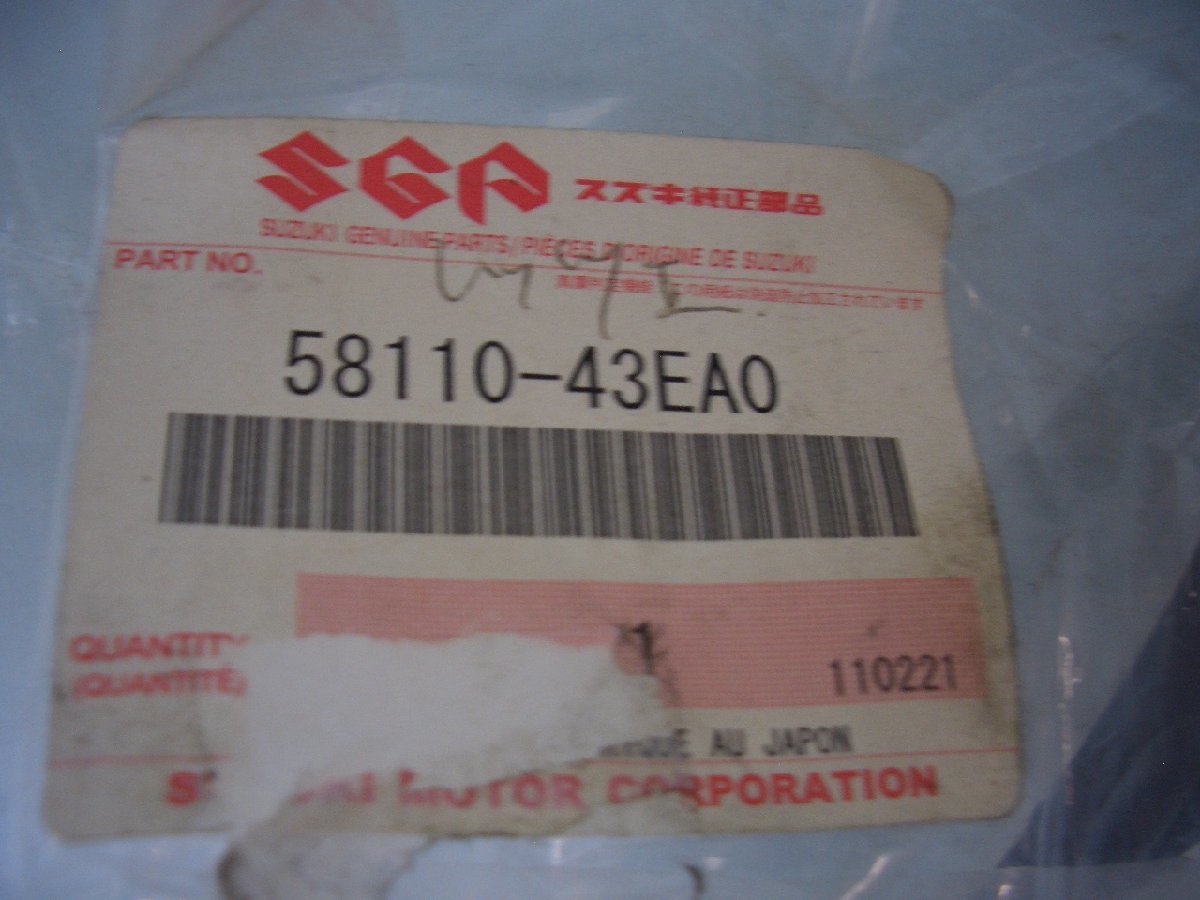 SGP スズキ純正部品
SUZUKI GENUINE PARTS/PIÈCES D'ORIGINE DE SUZUKI
PART NO.
58110-43EA0
QUANTITY 1
(QUANTITÉ) 110221
AU JAPON
MOTOR CORPORATION